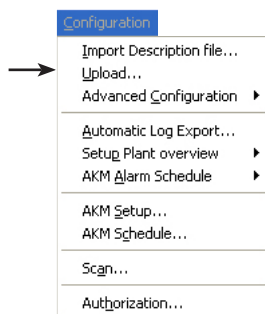 Configuration
Import Description file...
Upload...
Advanced Configuration
Automatic Log Export...
Setup Plant overview
AKM Alarm Schedule
AKM Setup...
AKM Schedule...
Scan...
Authorization...